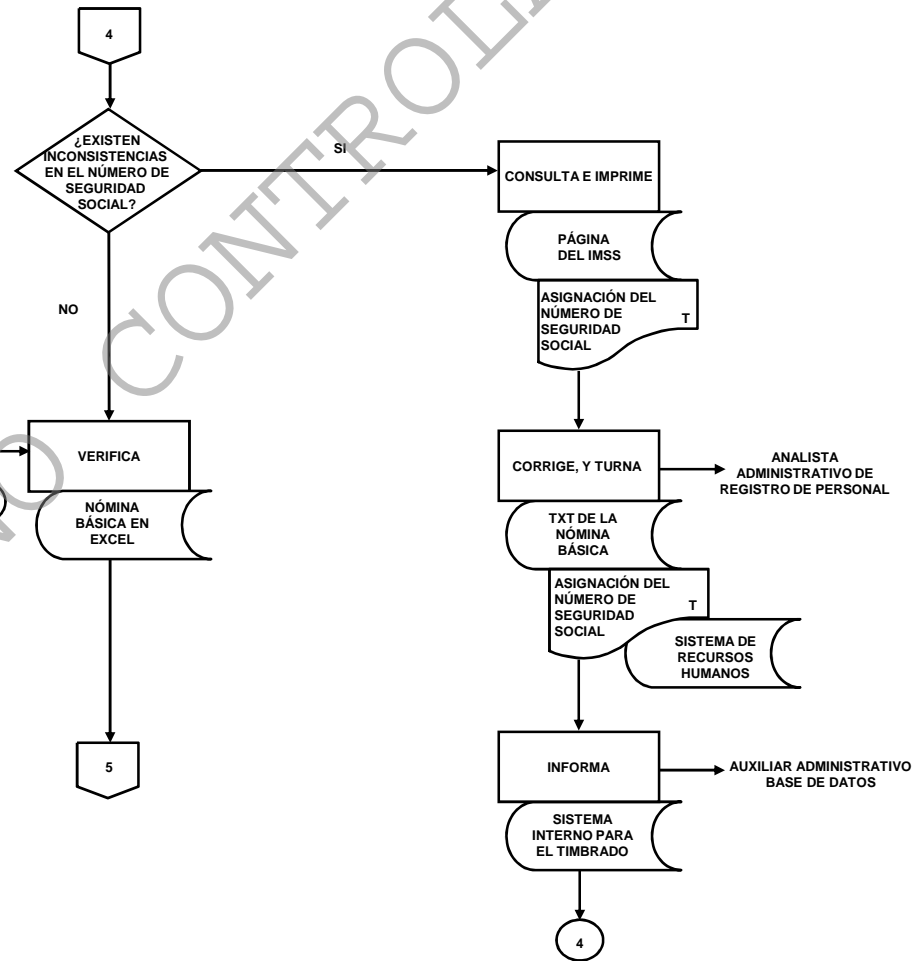 4
¿EXISTEN
INCONSISTENCIAS
EN EL NÚMERO DE
SEGURIDAD
SOCIAL?
SI
NO
CONSULTA E IMPRIME
PÁGINA
DEL IMSS
ASIGNACIÓN DEL
NÚMERO DE
SEGURIDAD
SOCIAL
T
VERIFICA
NÓMINA
BÁSICA EN
EXCEL
5
CORRIGE, Y TURNA
ANALISTA
ADMINISTRATIVO DE
REGISTRO DE PERSONAL
TXT DE LA
NÓMINA
BÁSICA
ASIGNACIÓN DEL
NÚMERO DE
SEGURIDAD
SOCIAL
T
SISTEMA DE
RECURSOS
HUMANOS
INFORMA
AUXILIAR ADMINISTRATIVO
BASE DE DATOS
SISTEMA
INTERNO PARA
EL TIMBRADO
4
NO CONTROL